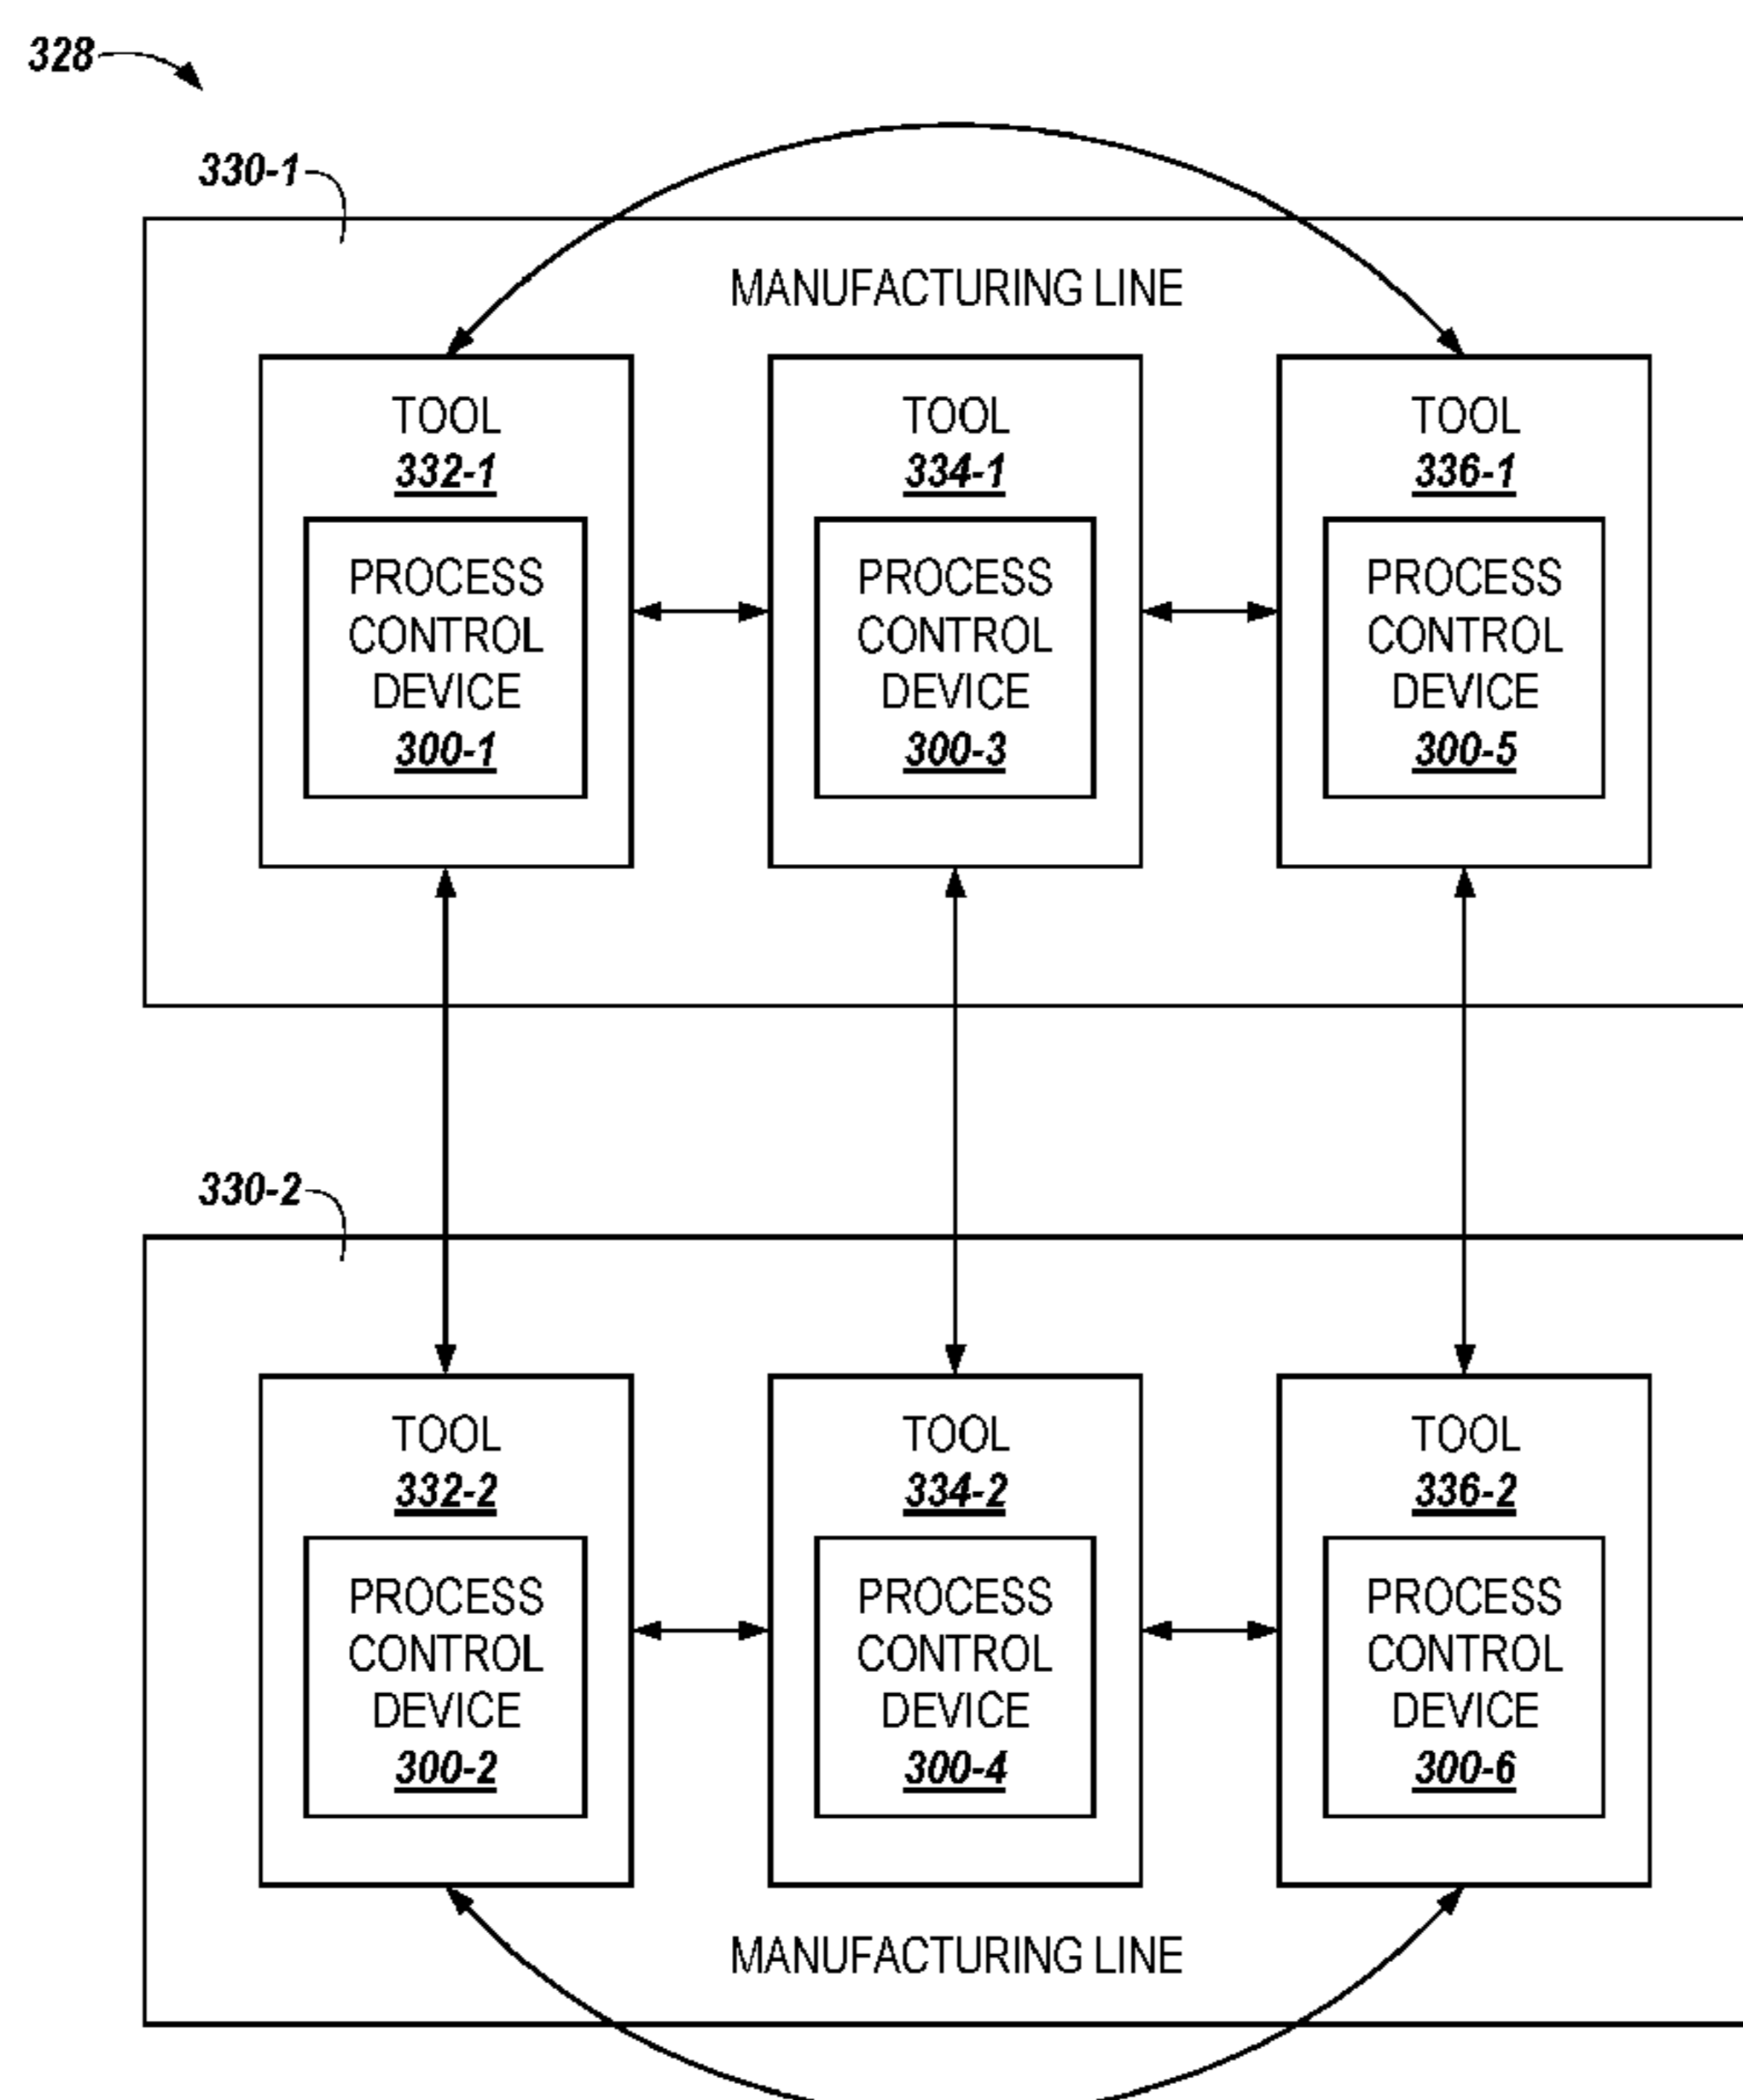 328
330-1
MANUFACTURING LINE
TOOL
332-1
PROCESS
CONTROL
DEVICE
300-1
TOOL
334-1
PROCESS
CONTROL
DEVICE
300-3
TOOL
336-1
PROCESS
CONTROL
DEVICE
300-5
330-2
TOOL
332-2
PROCESS
CONTROL
DEVICE
300-2
TOOL
334-2
PROCESS
CONTROL
DEVICE
300-4
TOOL
336-2
PROCESS
CONTROL
DEVICE
300-6
MANUFACTURING LINE